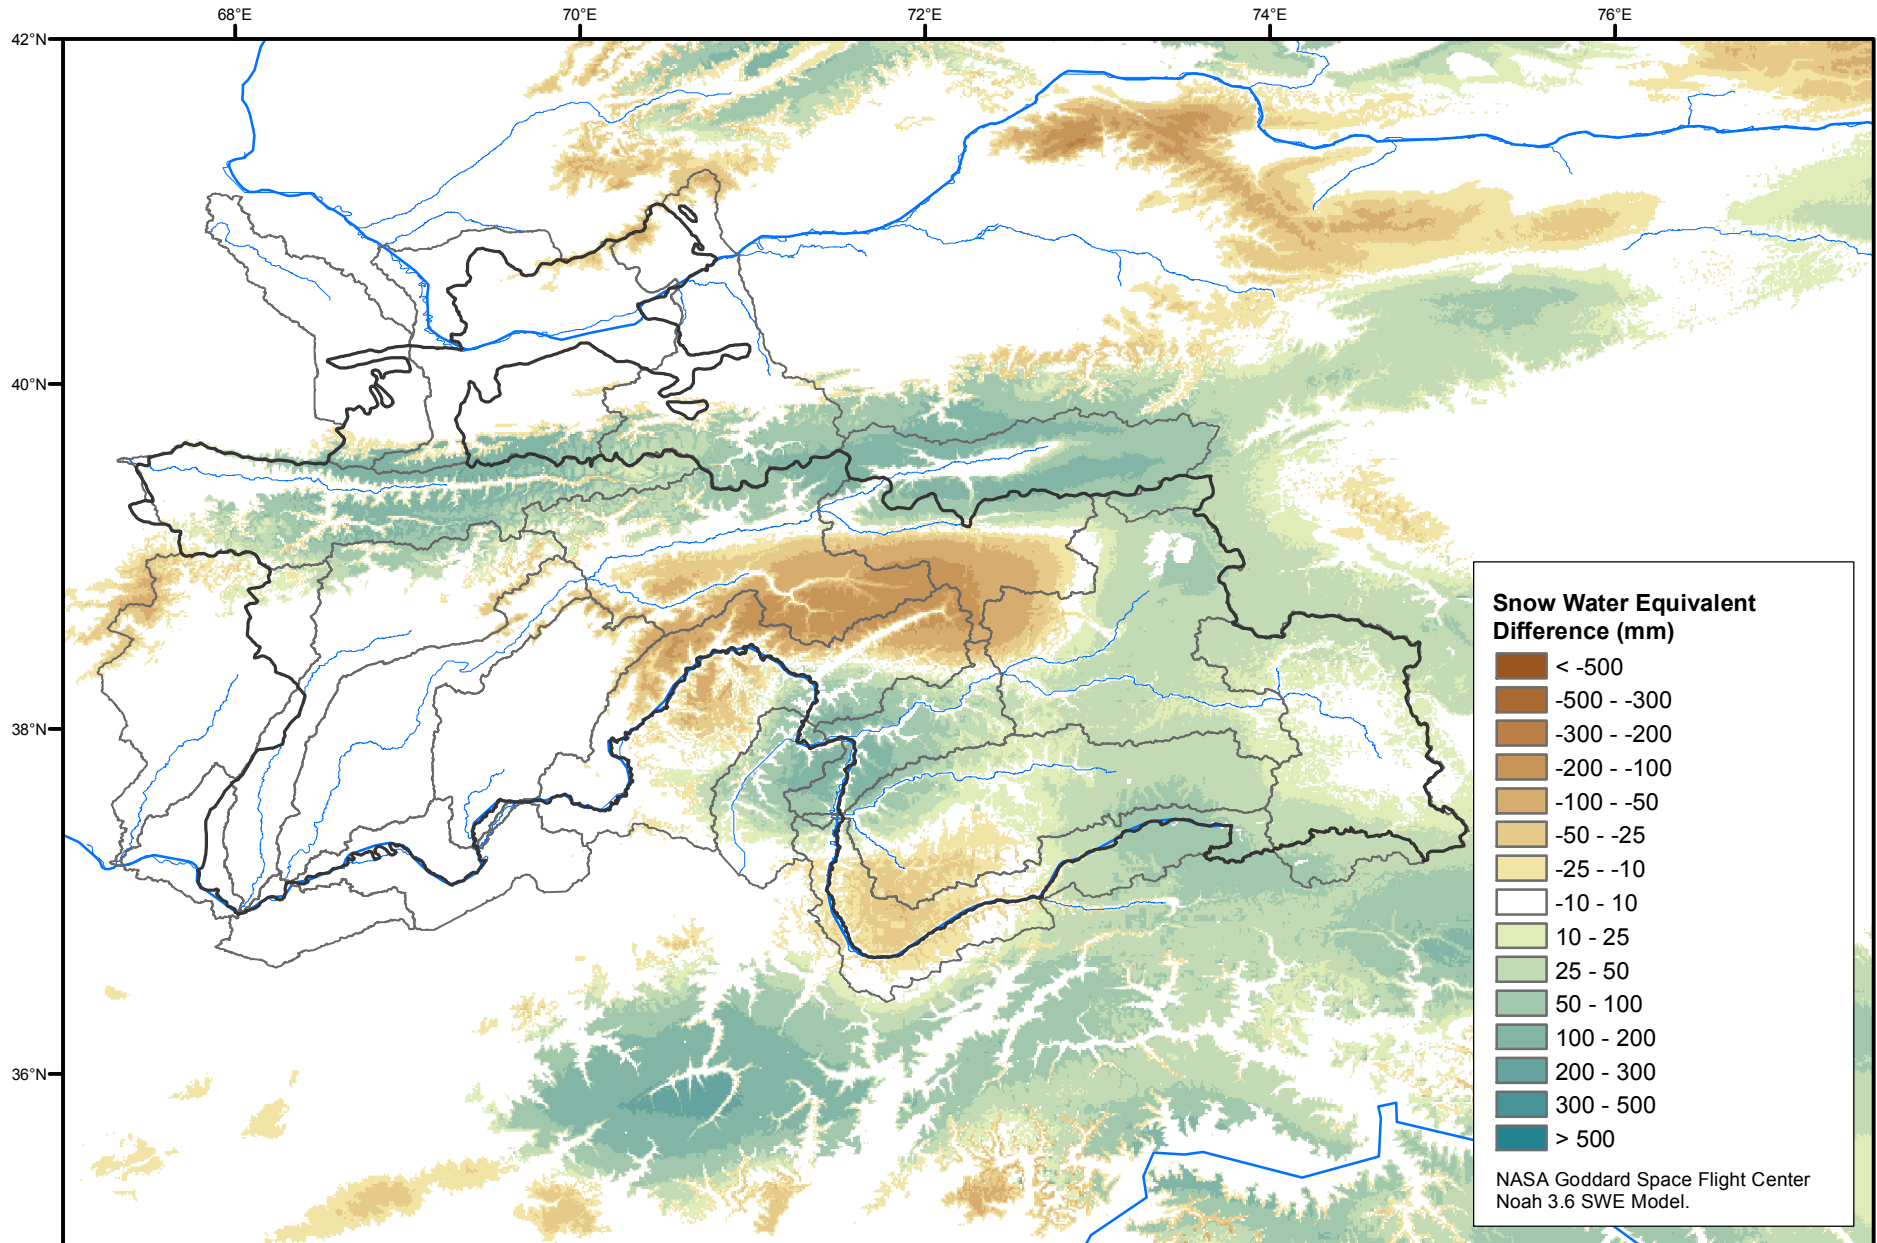 68°E 70°E 72°E 74°E 76°E
42°N
40°N
38°N
36°N
Snow Water Equivalent
Difference (mm)
< -500
-500 - -300
-300 - -200
-200 - -100
-100 - -50
-50 - -25
-25 - -10
-10 - 10
10 - 25
25 - 50
50 - 100
100 - 200
200 - 300
300 - 500
> 500
NASA Goddard Space Flight Center
Noah 3.6 SWE Model.